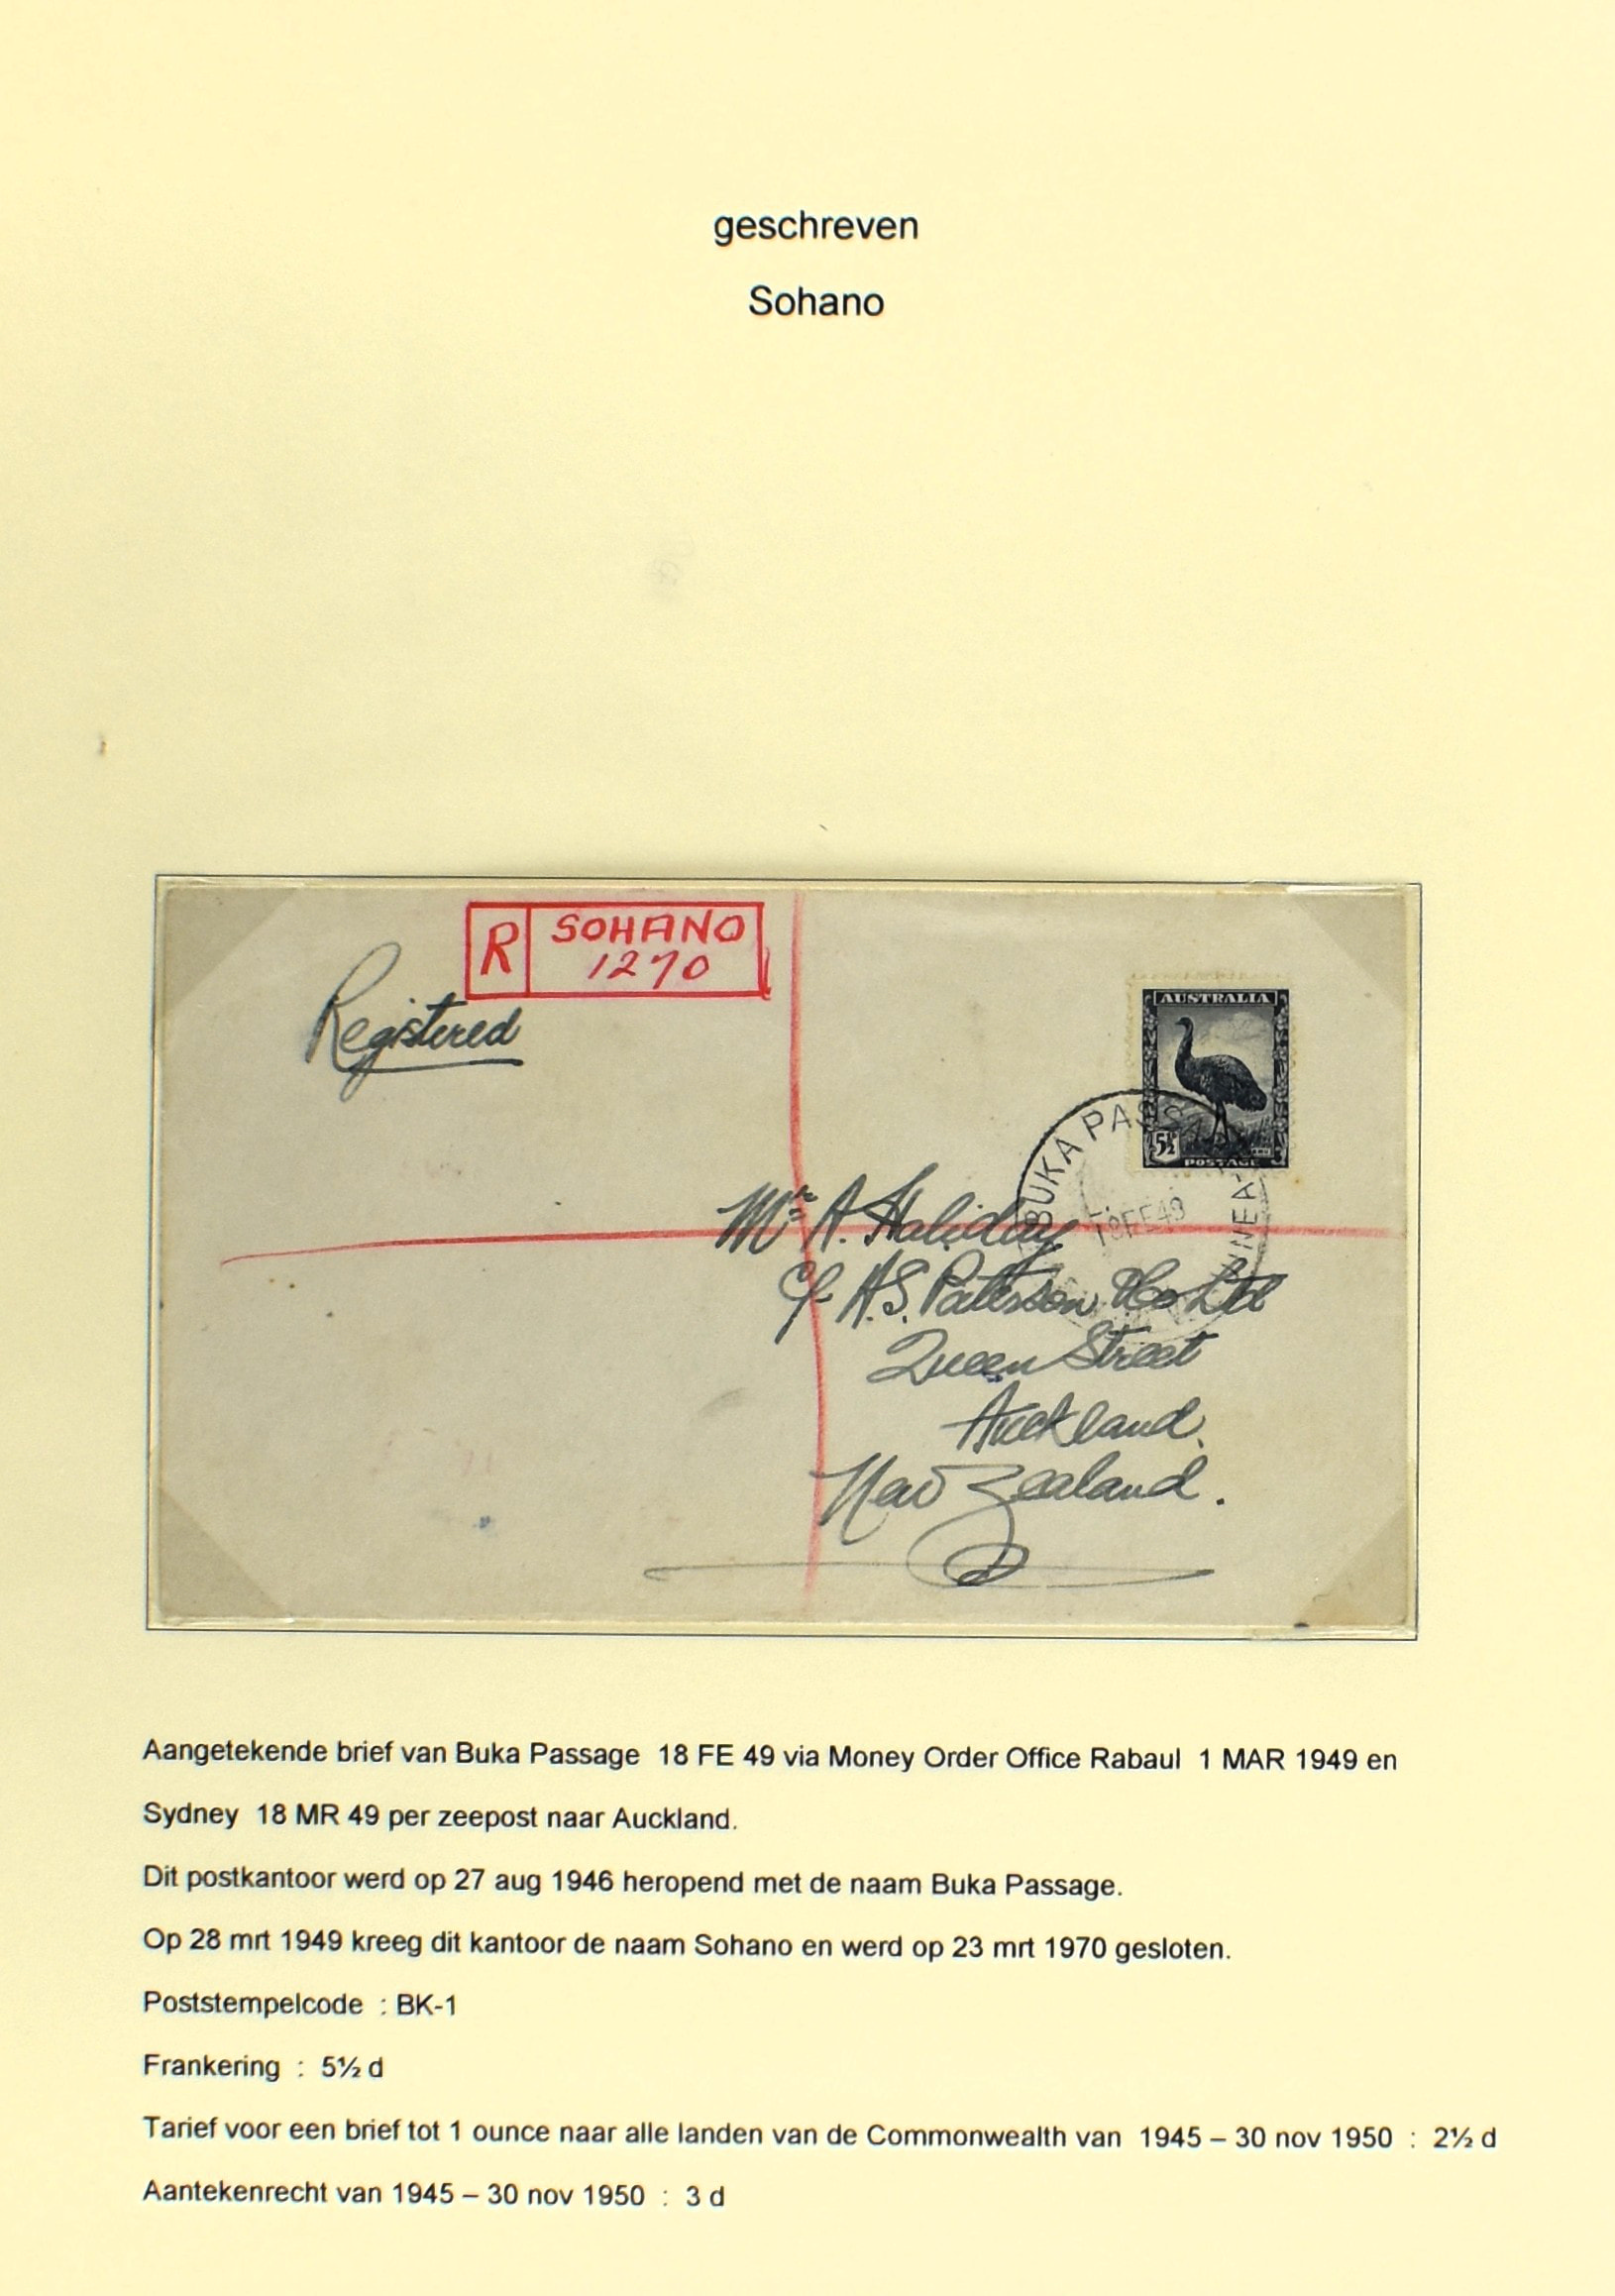 geschreven
Sohano
R SOHANO
1270
Registered
AUSTRALIA
5½D
POSTAGE
BUKA PASSAGE
18 FE 49
Mr A. Haliday
C/- A.S. Patterson & Co Ltd
Queen Street
Auckland.
New Zealand.
Aangetekende brief van Buka Passage 18 FE 49 via Money Order Office Rabaul 1 MAR 1949 en
Sydney 18 MR 49 per zeepost naar Auckland.
Dit postkantoor werd op 27 aug 1946 heropend met de naam Buka Passage.
Op 28 mrt 1949 kreeg dit kantoor de naam Sohano en werd op 23 mrt 1970 gesloten.
Poststempelcode : BK-1
Frankering : 5½ d
Tarief voor een brief tot 1 ounce naar alle landen van de Commonwealth van 1945 – 30 nov 1950 : 2½ d
Aantekenrecht van 1945 – 30 nov 1950 : 3 d